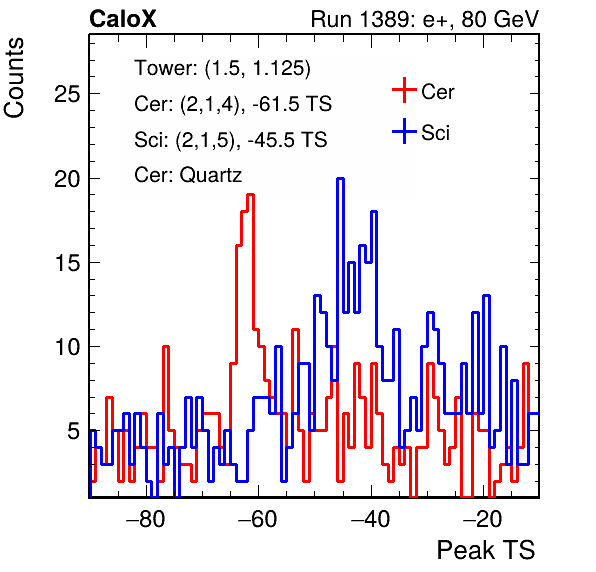 CaloX Run 1389: e+, 80 GeV
Counts
Tower: (1.5, 1.125)
Cer: (2,1,4), -61.5 TS
Sci: (2,1,5), -45.5 TS
Cer: Quartz
Cer
Sci
25
20
15
10
5
−80 −60 −40 −20
Peak TS